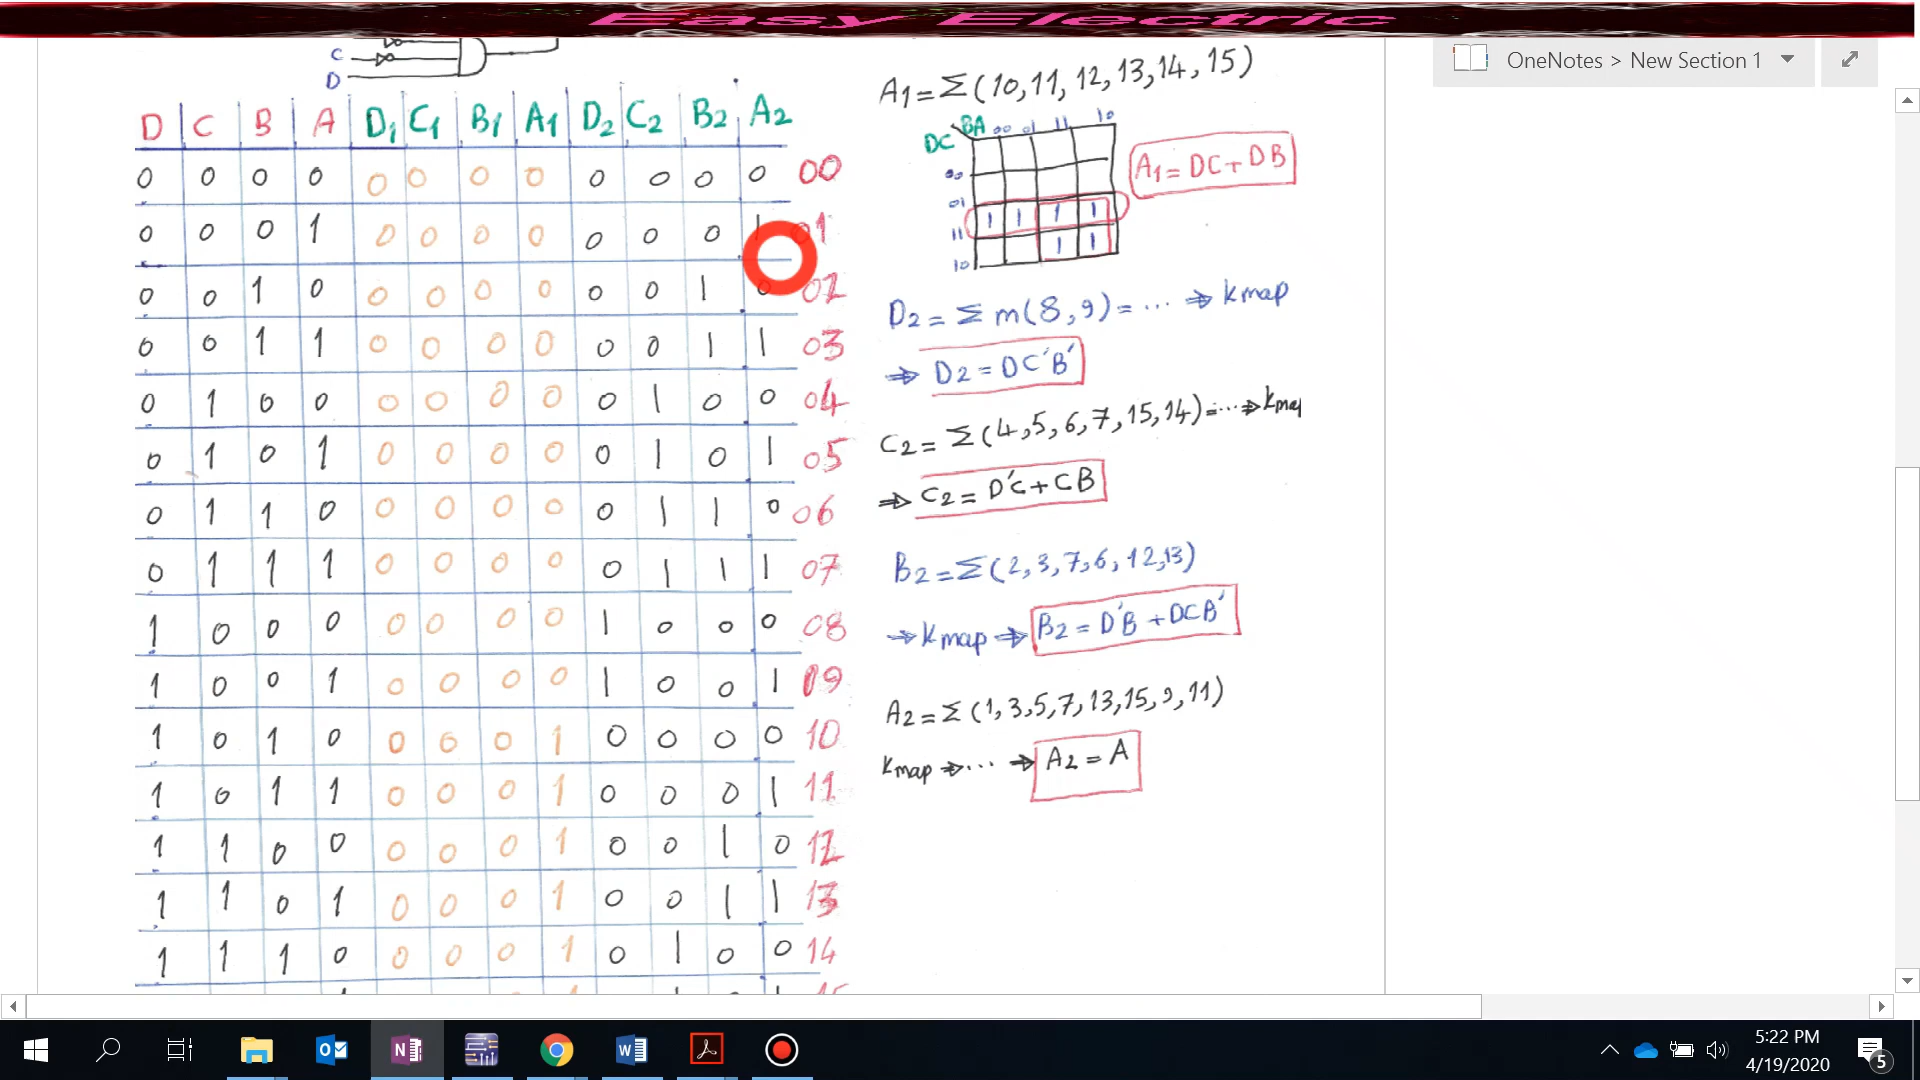 Easy Electric
OneNotes > New Section 1
C
D
D C B A D1 C1 B1 A1 D2 C2 B2 A2
0 0 0 0 0 0 0 0 0 0 0 0 00
0 0 0 1 0 0 0 0 0 0 0 1 01
0 0 1 0 0 0 0 0 0 0 1 0 02
0 0 1 1 0 0 0 0 0 0 1 1 03
0 1 0 0 0 0 0 0 0 1 0 0 04
0 1 0 1 0 0 0 0 0 1 0 1 05
0 1 1 0 0 0 0 0 0 1 1 0 06
0 1 1 1 0 0 0 0 0 1 1 1 07
1 0 0 0 0 0 0 0 1 0 0 0 08
1 0 0 1 0 0 0 0 1 0 0 1 09
1 0 1 0 0 0 0 1 0 0 0 0 10
1 0 1 1 0 0 0 1 0 0 0 1 11
1 1 0 0 0 0 0 1 0 0 1 0 12
1 1 0 1 0 0 0 1 0 0 1 1 13
1 1 1 0 0 0 0 1 0 1 0 0 14
A1 = Σ(10, 11, 12, 13, 14, 15)
DC BA 00 01 11 10
00
01
1 1 1 1
11
1 1
10
A1 = DC + DB
D2 = Σ m(8,9) = ... ⇒ kmap
⇒ D2 = DC'B'
C2 = Σ(4,5,6,7,15,14) = ... ⇒ kmap
⇒ C2 = D'C + CB
B2 = Σ(2,3,7,6,12,13)
⇒ kmap ⇒ B2 = D'B + DCB'
A2 = Σ(1,3,5,7,13,15,9,11)
kmap ⇒ ... ⇒ A2 = A
5:22 PM
4/19/2020
5